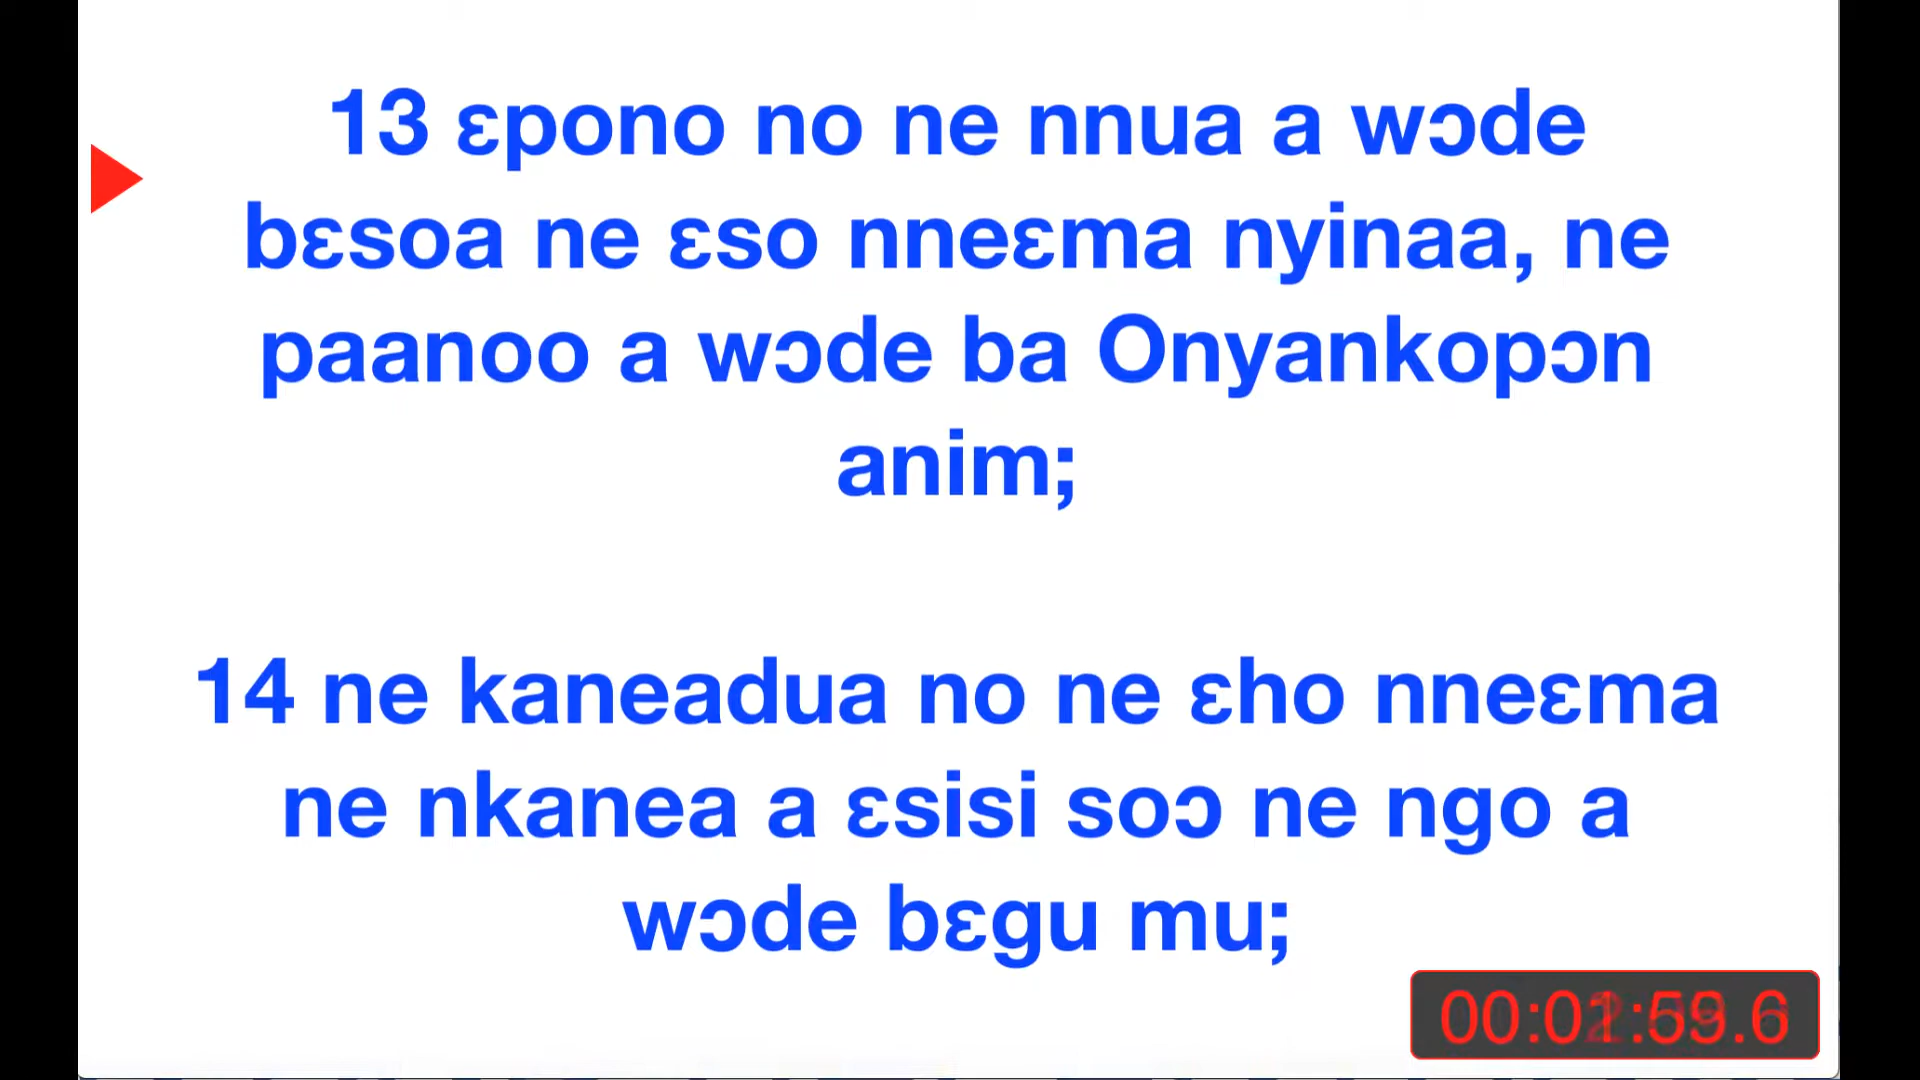 13 ɛpono no ne nnua a wɔde
bɛsoa ne ɛso nneɛma nyinaa, ne
paanoo a wɔde ba Onyankopɔn
anim;
14 ne kaneadua no ne ɛho nneɛma
ne nkanea a ɛsisi soɔ ne ngo a
wɔde bɛgu mu;